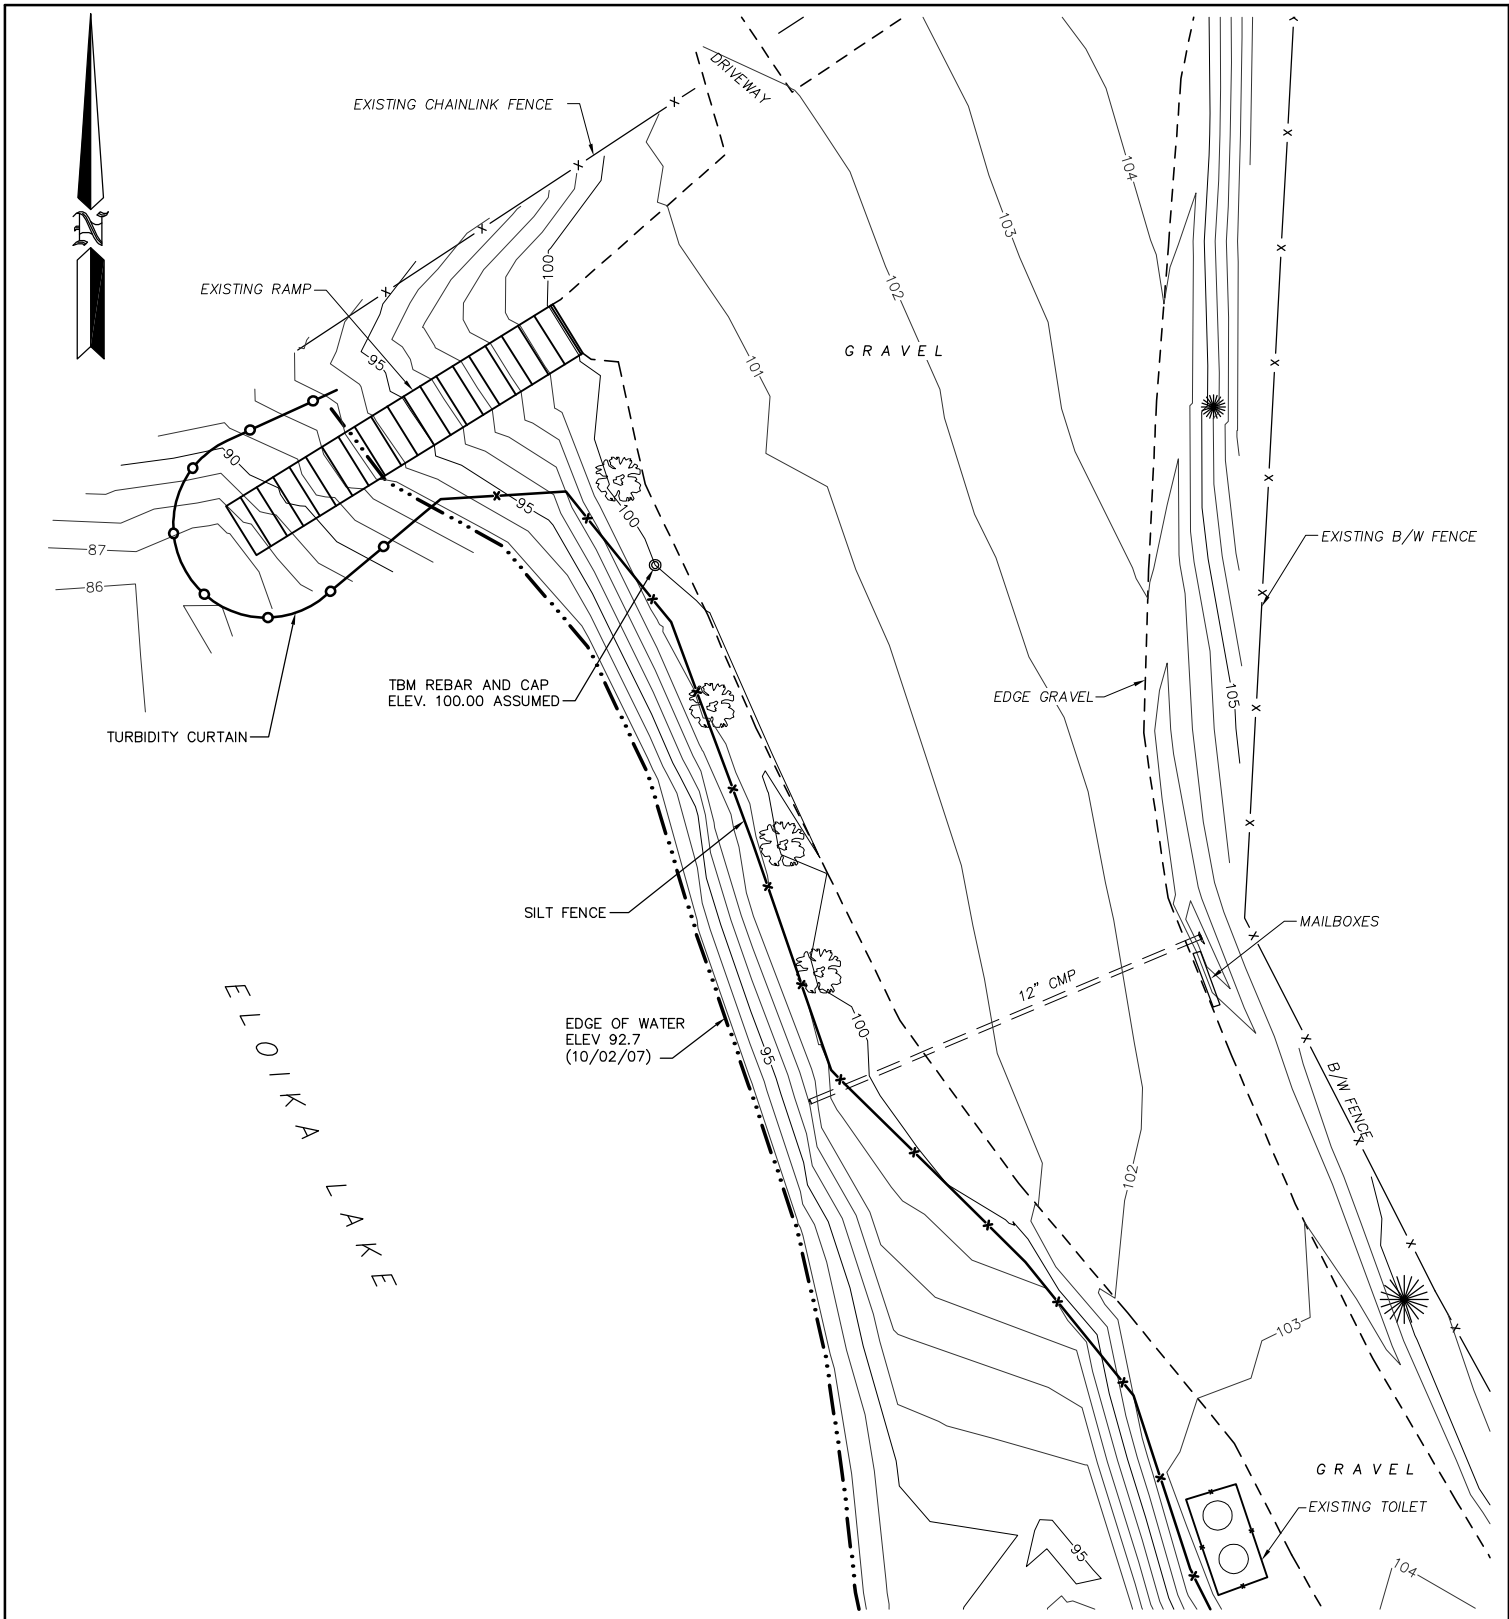 DRIVEWAY
EXISTING CHAINLINK FENCE
104
N
103
EXISTING RAMP
100
102
GRAVEL
95
101
90
95
100
EXISTING B/W FENCE
87
86
TBM REBAR AND CAP
ELEV. 100.00 ASSUMED
EDGE GRAVEL
105
TURBIDITY CURTAIN
SILT FENCE
MAILBOXES
12" CMP
EDGE OF WATER
ELEV 92.7
(10/02/07)
100
95
ELOIKA LAKE
B/W FENCE
102
103
GRAVEL
EXISTING TOILET
95
104